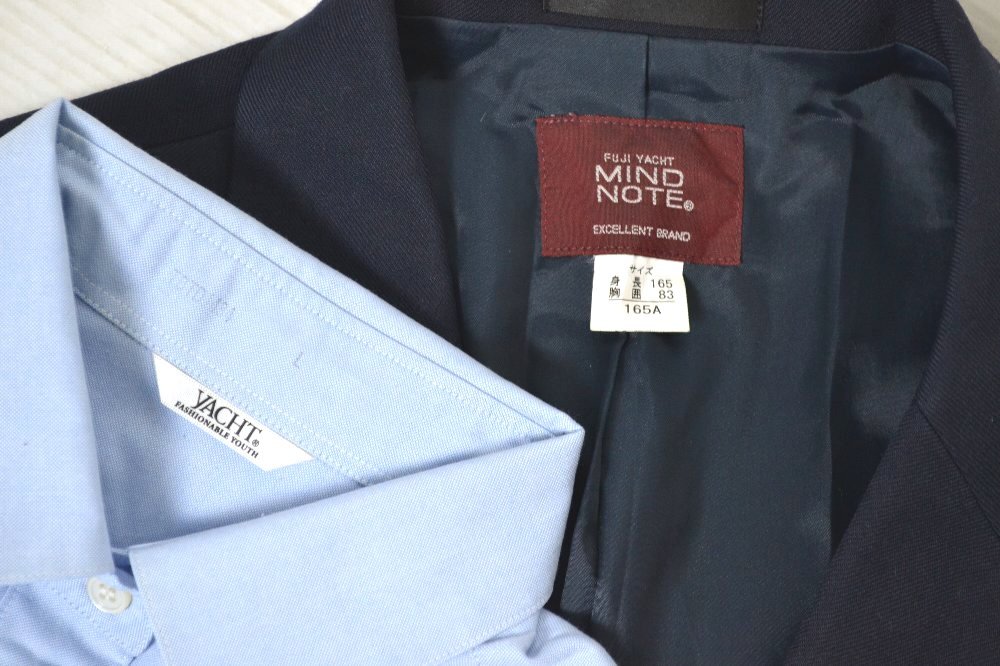 FUJI YACHT
MIND
NOTE®
EXCELLENT BRAND
サイズ
身長 165
胸囲 83
165A
L
YACHT®
FASHIONABLE YOUTH